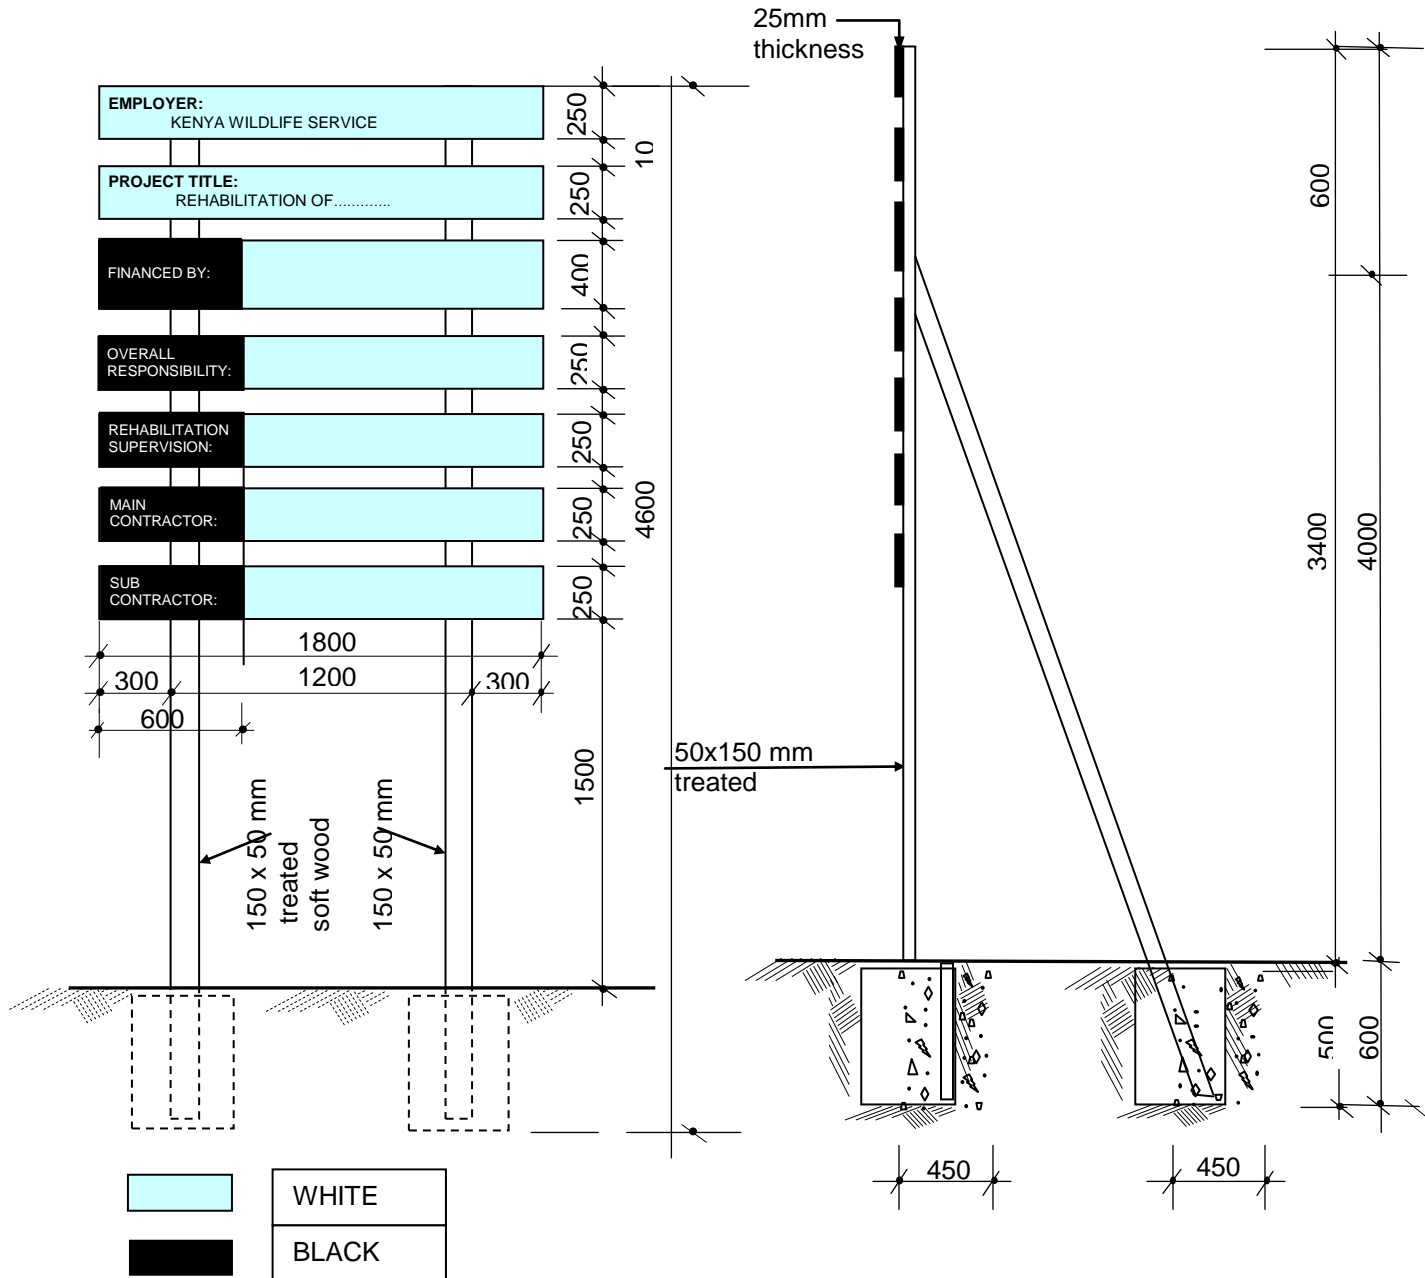 EMPLOYER:
KENYA WILDLIFE SERVICE
PROJECT TITLE:
REHABILITATION OF.............
FINANCED BY:
OVERALL
RESPONSIBILITY:
REHABILITATION
SUPERVISION:
MAIN
CONTRACTOR:
SUB
CONTRACTOR:
250
10
250
400
250
250
250
250
4600
1500
1800
300
1200
300
600
150 x 50 mm
treated
soft wood
150 x 50 mm
WHITE
BLACK
25mm
thickness
50x150 mm
treated
600
3400
4000
500
600
450
450